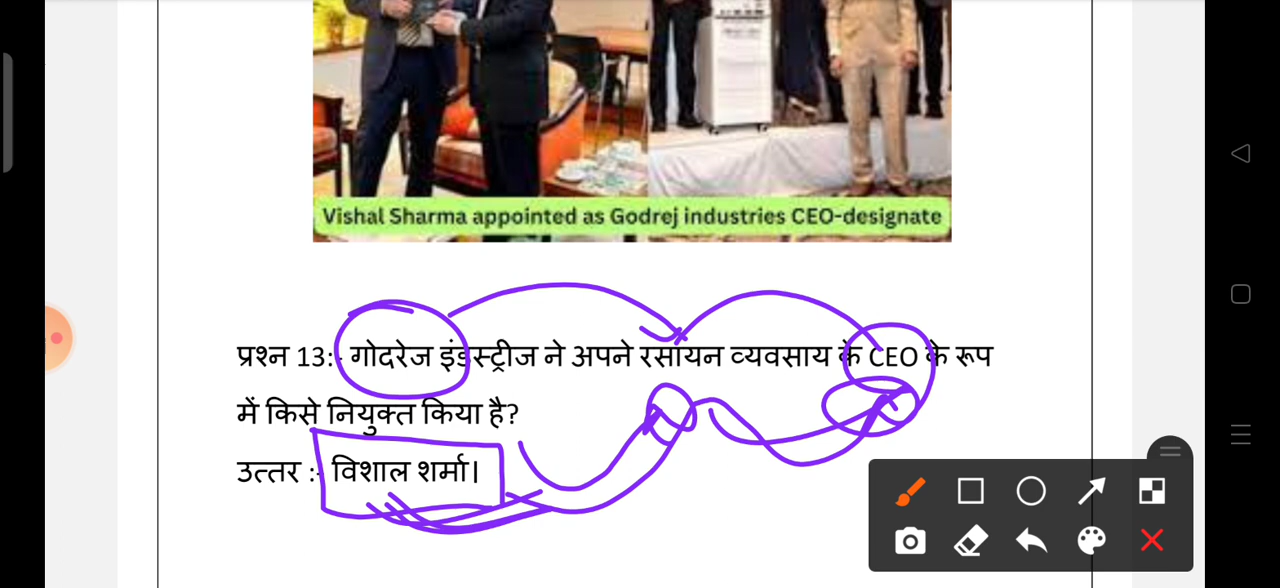 Vishal Sharma appointed as Godrej industries CEO-designate
प्रश्न 13:- गोदरेज इंडस्ट्रीज ने अपने रसायन व्यवसाय के CEO के रूप
में किसे नियुक्त किया है?
उत्तर :- विशाल शर्मा।